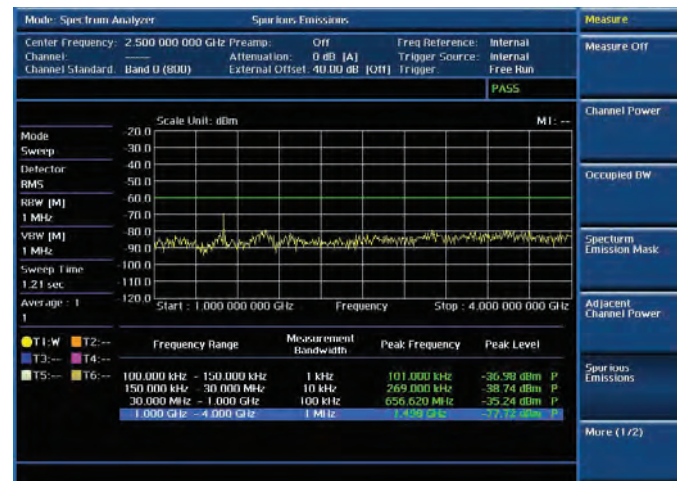 Mode: Spectrum Analyzer Spurious Emissions Measure
Center Frequency: 2.500 000 000 GHz Preamp: Off Freq Reference: Internal
Channel: ---- Attenuation: 0 dB [A] Trigger Source: Internal
Channel Standard: Band 0 (800) External Offset: 40.00 dB [Off] Trigger: Free Run
PASS
Measure Off
Channel Power
Occupied BW
Specturm
Emission Mask
Adjacent
Channel Power
Spurious
Emissions
More (1/2)
Scale Unit: dBm M1: --
Mode
Sweep
Detector
RMS
RBW [M]
1 MHz
VBW [M]
1 MHz
Sweep Time
1.21 sec
Average : 1
1
-20.0
-30.0
-40.0
-50.0
-60.0
-70.0
-80.0
-90.0
-100.0
-110.0
-120.0
Start : 1.000 000 000 GHz Frequency Stop : 4.000 000 000 GHz
T1:W T2:--
T3:-- T4:--
T5:-- T6:--
Frequency Range Measurement Bandwidth Peak Frequency Peak Level
100.000 kHz - 150.000 kHz 1 kHz 101.000 kHz -36.98 dBm P
150.000 kHz - 30.000 MHz 10 kHz 269.000 kHz -38.74 dBm P
30.000 MHz - 1.000 GHz 100 kHz 656.620 MHz -35.24 dBm P
1.000 GHz - 4.000 GHz 1 MHz 1.498 GHz -77.72 dBm P